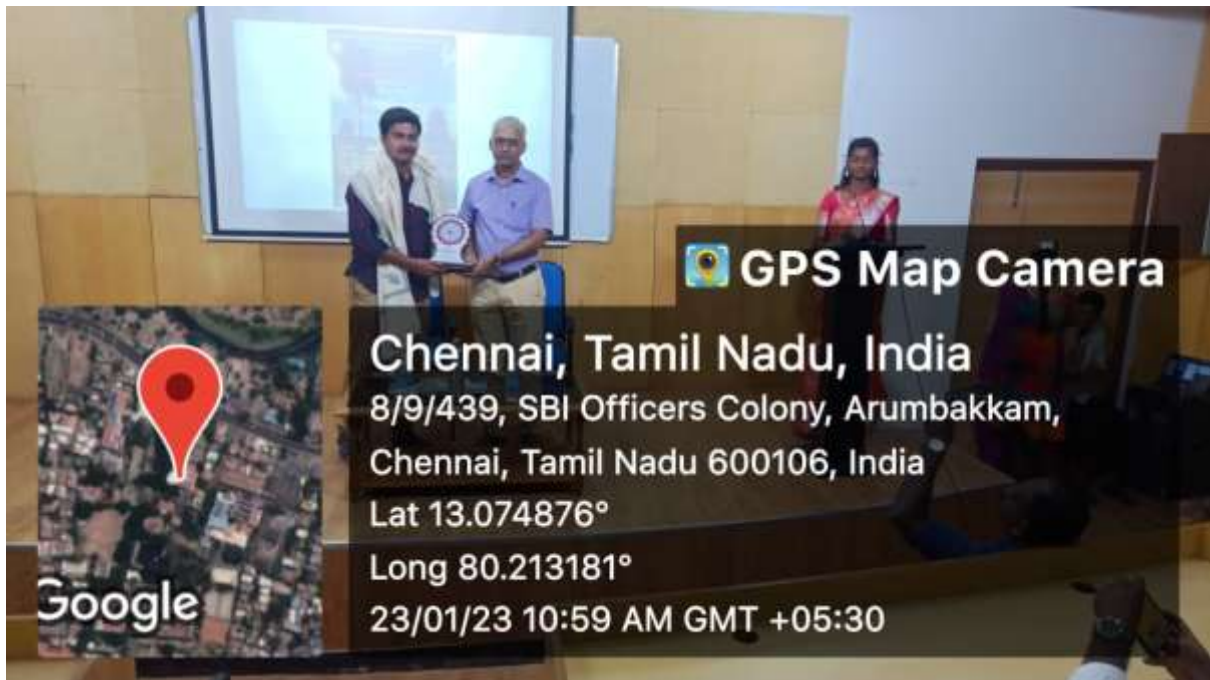 GPS Map Camera
Chennai, Tamil Nadu, India
8/9/439, SBI Officers Colony, Arumbakkam,
Chennai, Tamil Nadu 600106, India
Lat 13.074876°
Long 80.213181°
23/01/23 10:59 AM GMT +05:30
Google